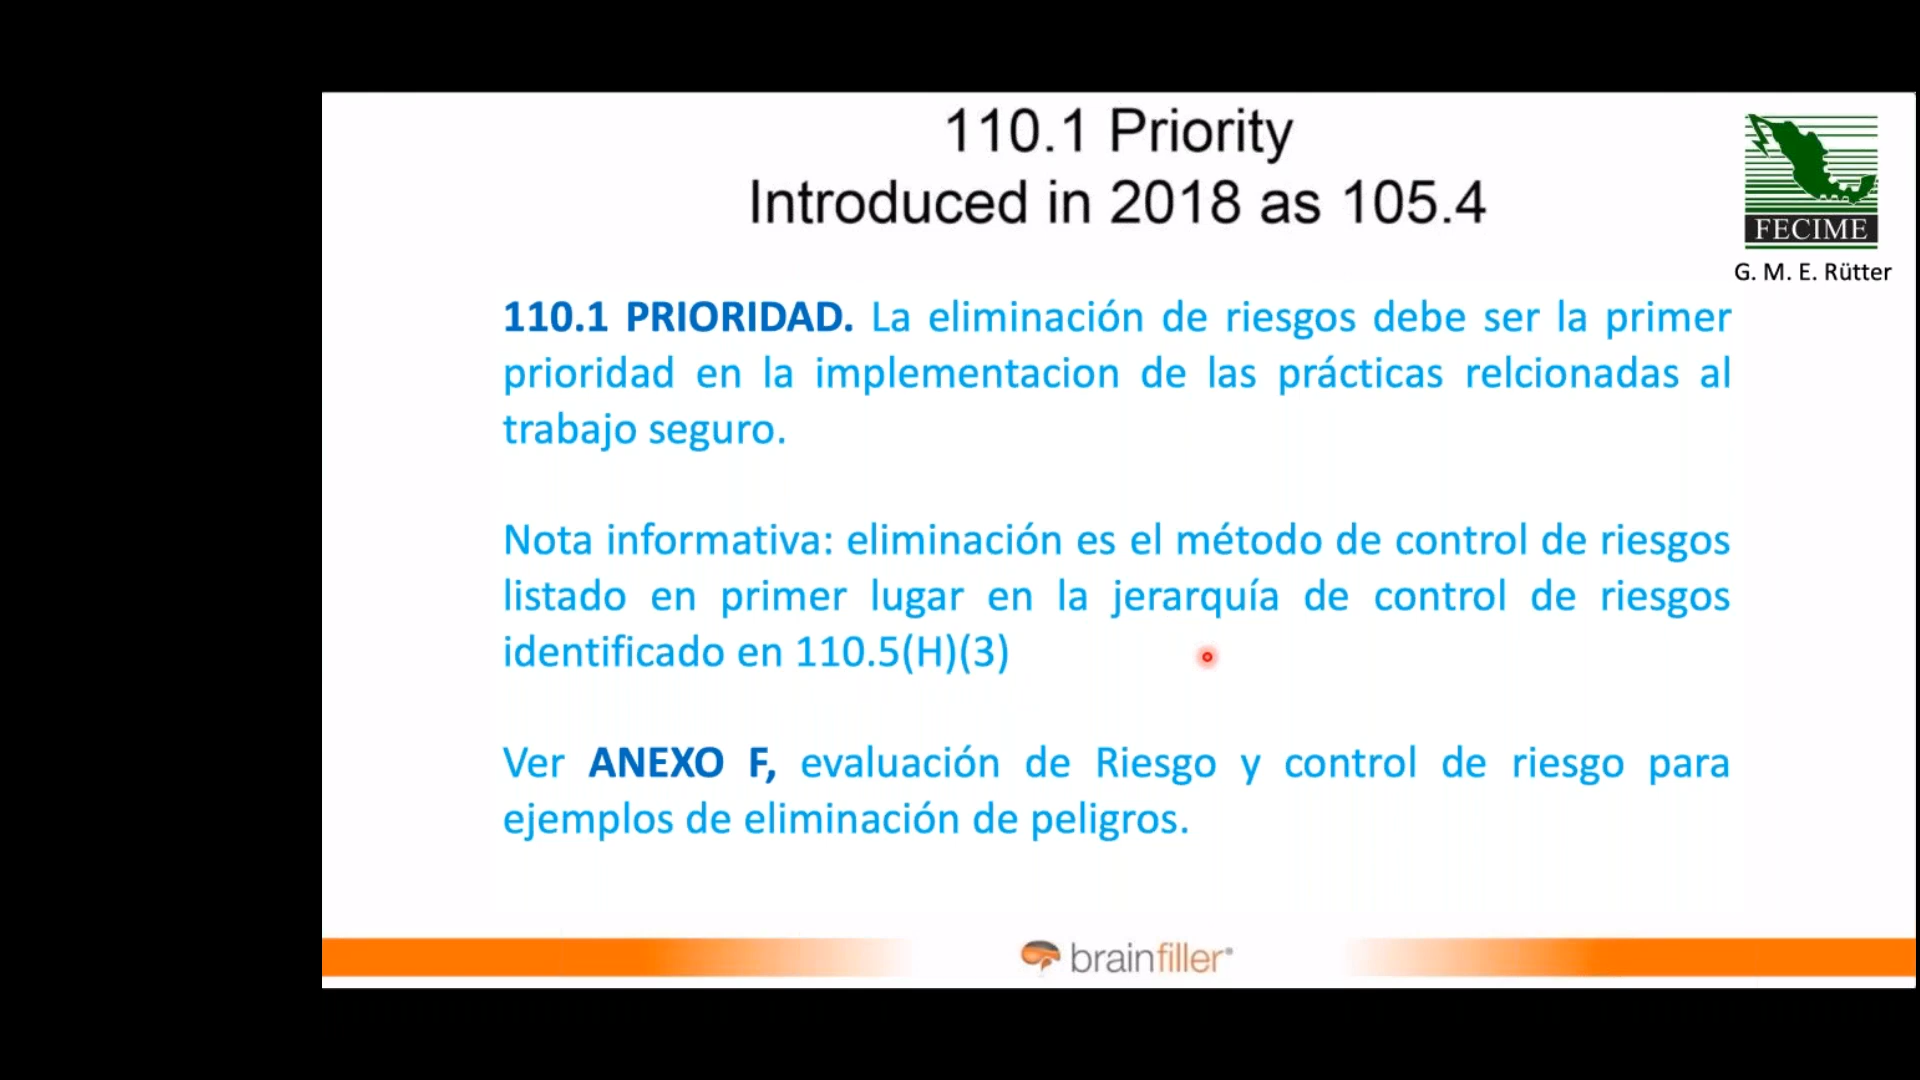 110.1 Priority
Introduced in 2018 as 105.4
FECIME
G. M. E. Rütter
110.1 PRIORIDAD. La eliminación de riesgos debe ser la primer
prioridad en la implementacion de las prácticas relcionadas al
trabajo seguro.
Nota informativa: eliminación es el método de control de riesgos
listado en primer lugar en la jerarquía de control de riesgos
identificado en 110.5(H)(3)
Ver ANEXO F, evaluación de Riesgo y control de riesgo para
ejemplos de eliminación de peligros.
brainfiller®